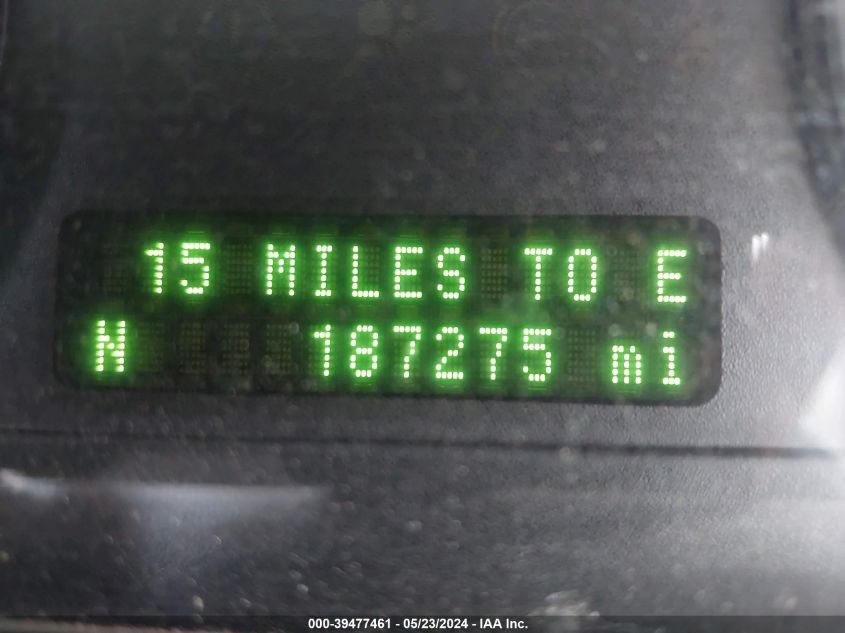 15 MILES TO E
N 187275 mi
000-39477461 - 05/23/2024 - IAA Inc.